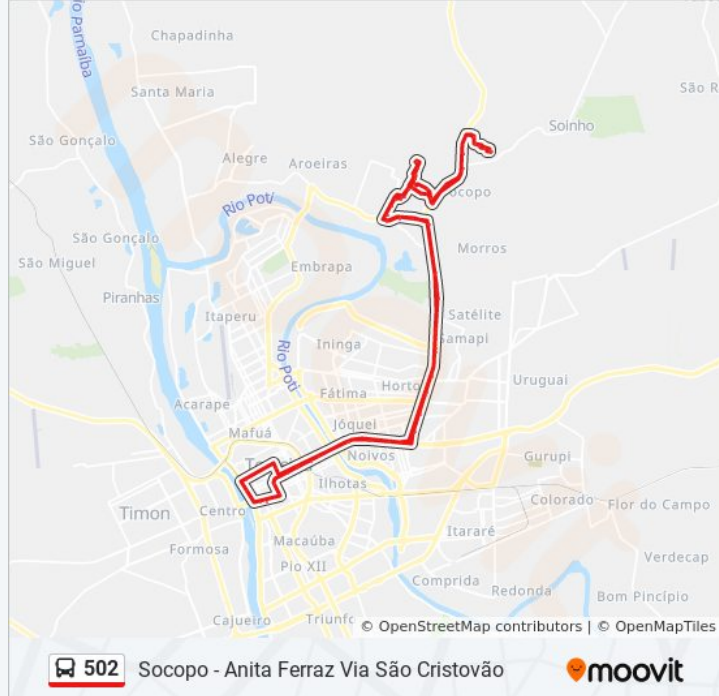 Chapadinha
Rio Parnaíba
Santa Maria
São R
São Gonçalo
Soinho
Alegre
Aroeiras
ocopo
Rio Poti
São Gonçalo
Morros
São Miguel
Embrapa
Piranhas
Satélite
Itaperu
Samapi
Ininga
Rio Poti
Uruguai
Fátima
Horto
Acarape
Jóquei
Mafuá
Noivos
Gurupi
Te
Ilhotas
Colorado
Flor do Campo
Timon
Centro
Itararé
Formosa
Macaúba
Verdecap
Pio XII
Comprida
Redonda
Bom Pincípio
Cajueiro
Triunfo
© OpenStreetMap contributors | © OpenMapTiles
502 Socopo - Anita Ferraz Via São Cristovão
moovit